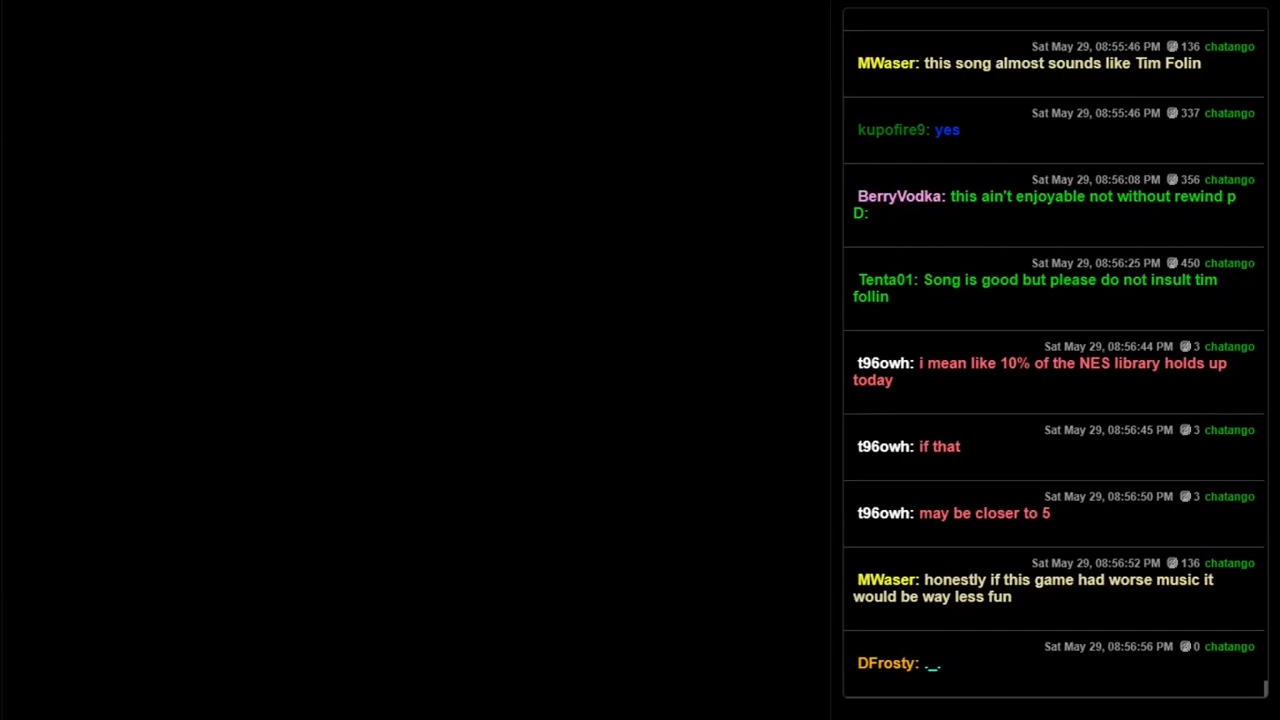 Sat May 29, 08:55:46 PM 136 chatango
MWaser: this song almost sounds like Tim Folin
Sat May 29, 08:55:46 PM 337 chatango
kupofire9: yes
Sat May 29, 08:56:08 PM 356 chatango
BerryVodka: this ain't enjoyable not without rewind p
D:
Sat May 29, 08:56:25 PM 450 chatango
Tenta01: Song is good but please do not insult tim
follin
Sat May 29, 08:56:44 PM 3 chatango
t96owh: i mean like 10% of the NES library holds up
today
Sat May 29, 08:56:45 PM 3 chatango
t96owh: if that
Sat May 29, 08:56:50 PM 3 chatango
t96owh: may be closer to 5
Sat May 29, 08:56:52 PM 136 chatango
MWaser: honestly if this game had worse music it
would be way less fun
Sat May 29, 08:56:56 PM 0 chatango
DFrosty: ._.